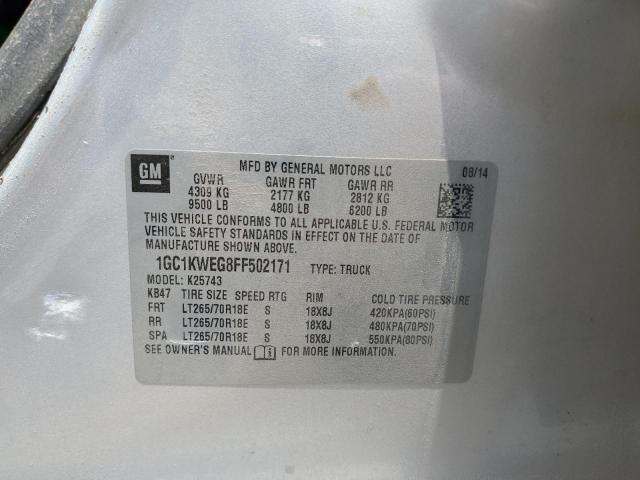 GM MFD BY GENERAL MOTORS LLC 08/14
GVWR GAWR FRT GAWR RR
4309 KG 2177 KG 2812 KG
9500 LB 4800 LB 6200 LB
THIS VEHICLE CONFORMS TO ALL APPLICABLE U.S. FEDERAL MOTOR
VEHICLE SAFETY STANDARDS IN EFFECT ON THE DATE OF
MANUFACTURE SHOWN ABOVE.
1GC1KWEG8FF502171 TYPE: TRUCK
MODEL: K25743
KB47 TIRE SIZE SPEED RTG RIM COLD TIRE PRESSURE
FRT LT265/70R18E S 18X8J 420KPA(60PSI)
RR LT265/70R18E S 18X8J 480KPA(70PSI)
SPA LT265/70R18E S 18X8J 550KPA(80PSI)
SEE OWNER'S MANUAL FOR MORE INFORMATION.